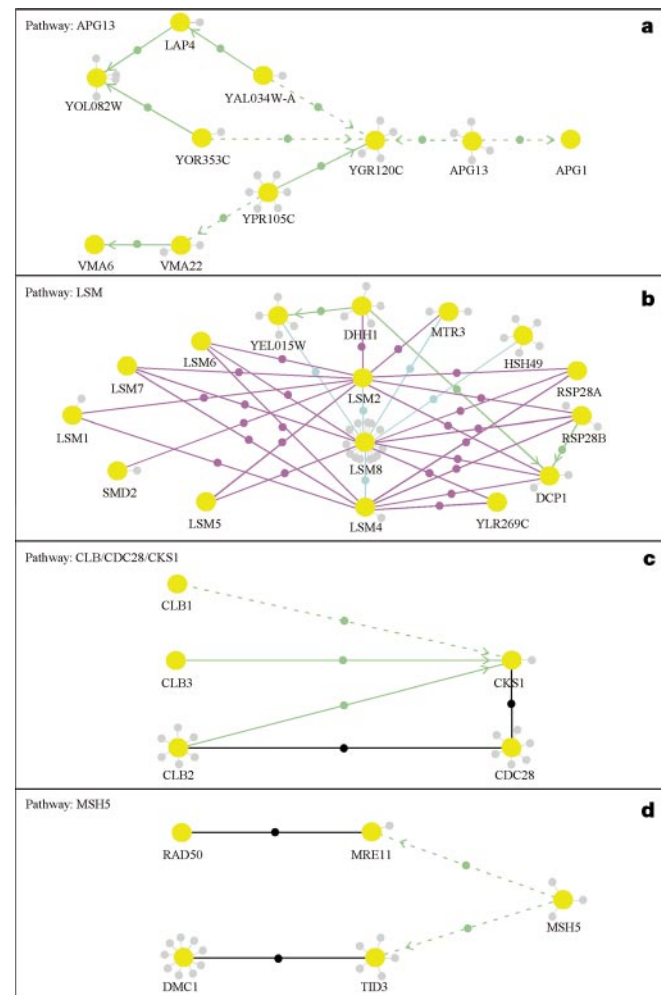 Pathway: APG13
a
LAP4
YOL082W
YAL034W-A
YOR353C
YGR120C
APG13
APG1
YPR105C
VMA6
VMA22
Pathway: LSM
b
YEL015W
DHH1
MTR3
HSH49
LSM6
LSM7
LSM2
RSP28A
LSM1
RSP28B
LSM8
SMD2
DCP1
LSM5
LSM4
YLR269C
Pathway: CLB/CDC28/CKS1
c
CLB1
CLB3
CKS1
CLB2
CDC28
Pathway: MSH5
d
RAD50
MRE11
MSH5
DMC1
TID3